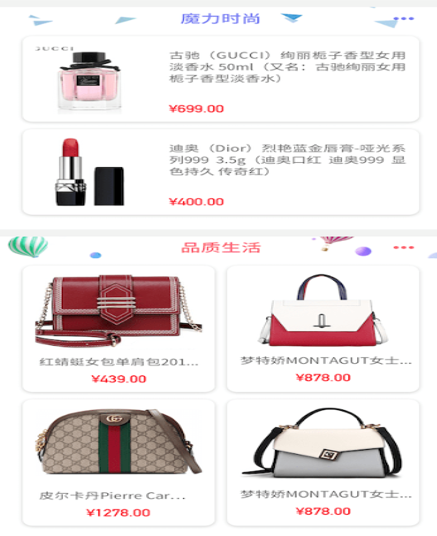 魔力时尚
GUCCI
古驰（GUCCI）绚丽栀子香型女用
淡香水 50ml（又名：古驰绚丽女用
栀子香型淡香水）
¥699.00
迪奥（Dior）烈艳蓝金唇膏-哑光系
列999 3.5g（迪奥口红 迪奥999 显
色持久 传奇红）
¥400.00
品质生活
红蜻蜓女包单肩包201...
¥439.00
梦特娇MONTAGUT女士...
¥878.00
皮尔卡丹Pierre Car...
¥1278.00
梦特娇MONTAGUT女士...
¥878.00